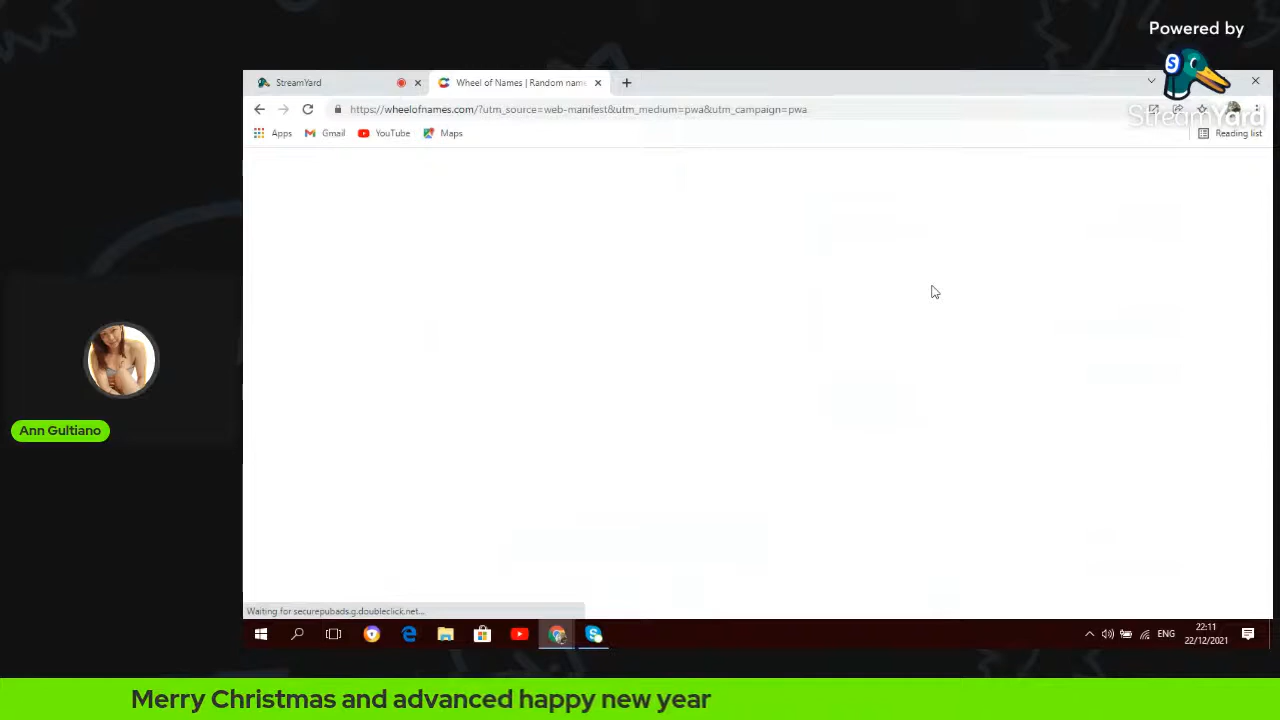 Powered by
StreamYard
StreamYard
Wheel of Names | Random name
https://wheelofnames.com/?utm_source=web-manifest&utm_medium=pwa&utm_campaign=pwa
Apps
Gmail
YouTube
Maps
Reading list
Ann Gultiano
Waiting for securepubads.g.doubleclick.net...
ENG
22:11
22/12/2021
Merry Christmas and advanced happy new year